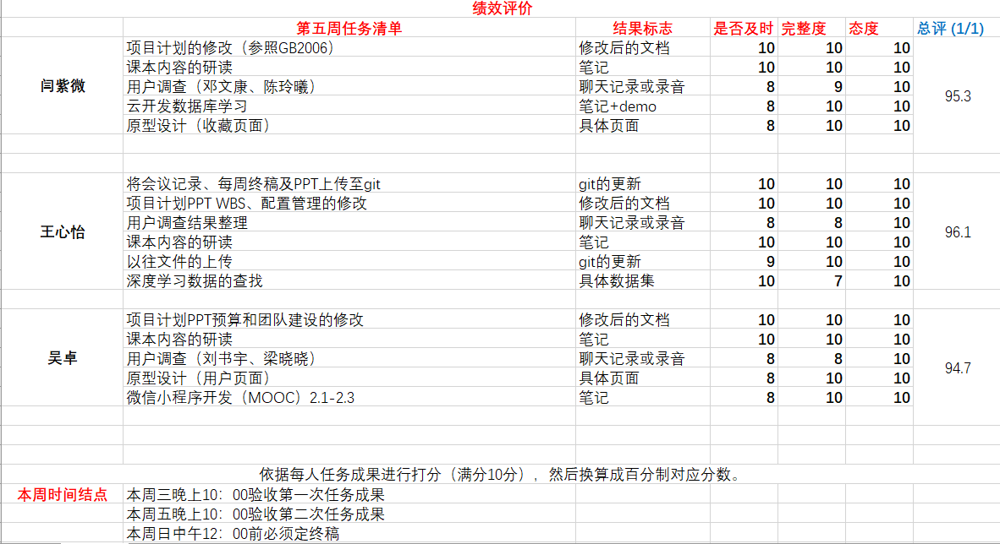 绩效评价
第五周任务清单 结果标志 是否及时 完整度 态度 总评 (1/1)
项目计划的修改（参照GB2006） 修改后的文档 10 10 10
课本内容的研读 笔记 10 10 10
闫紫微 用户调查（邓文康、陈玲曦） 聊天记录或录音 8 9 10 95.3
云开发数据库学习 笔记+demo 8 10 10
原型设计（收藏页面） 具体页面 8 10 10
将会议记录、每周终稿及PPT上传至git git的更新 10 10 10
项目计划PPT WBS、配置管理的修改 修改后的文档 10 10 10
王心怡 用户调查结果整理 聊天记录或录音 8 8 10 96.1
课本内容的研读 笔记 10 10 10
以往文件的上传 git的更新 9 10 10
深度学习数据的查找 具体数据集 10 7 10
项目计划PPT预算和团队建设的修改 修改后的文档 10 10 10
课本内容的研读 笔记 10 10 10
吴卓 用户调查（刘书宇、梁晓晓） 聊天记录或录音 8 8 10 94.7
原型设计（用户页面） 具体页面 8 10 10
微信小程序开发（MOOC）2.1-2.3 笔记 8 10 10
依据每人任务成果进行打分（满分10分），然后换算成百分制对应分数。
本周时间结点 本周三晚上10：00验收第一次任务成果
本周五晚上10：00验收第二次任务成果
本周日中午12：00前必须定终稿